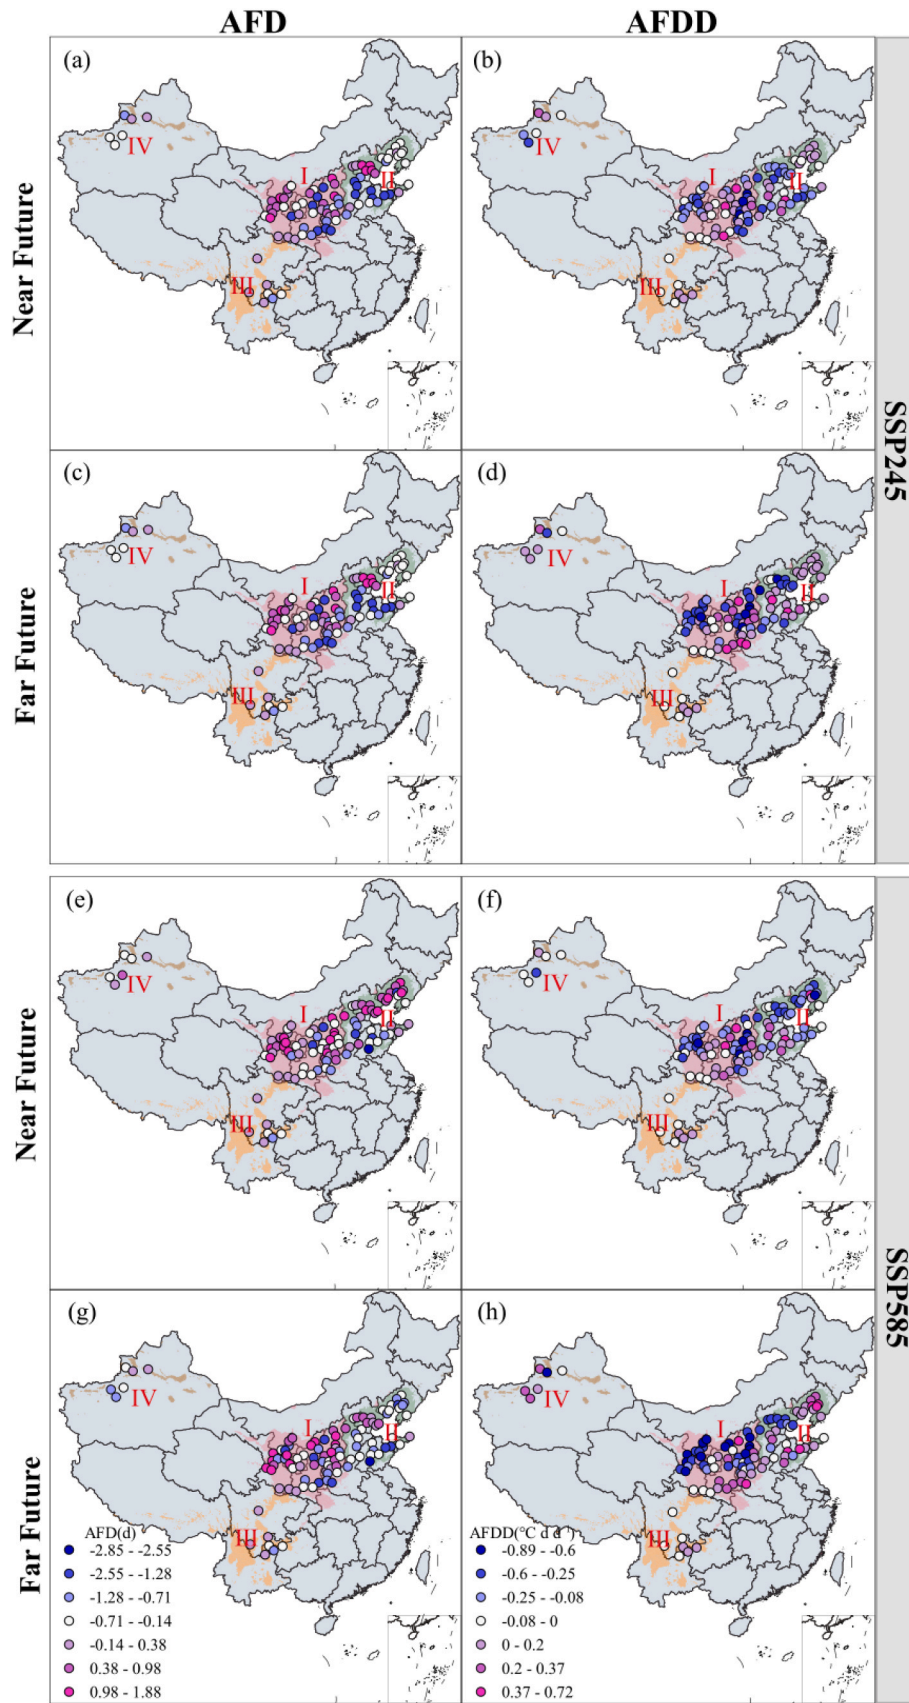 AFD AFDD
(a) (b)
IV IV
I I
II II
III III
Near Future
SSP245
(c) (d)
IV IV
I I
II II
III III
Far Future
(e) (f)
IV IV
I I
II II
III III
Near Future
SSP585
(g) (h)
IV IV
I I
II II
III III
Far Future
AFD(d) AFDD(°C d d⁻¹)
-2.85 - -2.55 -0.89 - -0.6
-2.55 - -1.28 -0.6 - -0.25
-1.28 - -0.71 -0.25 - -0.08
-0.71 - -0.14 -0.08 - 0
-0.14 - 0.38 0 - 0.2
0.38 - 0.98 0.2 - 0.37
0.98 - 1.88 0.37 - 0.72